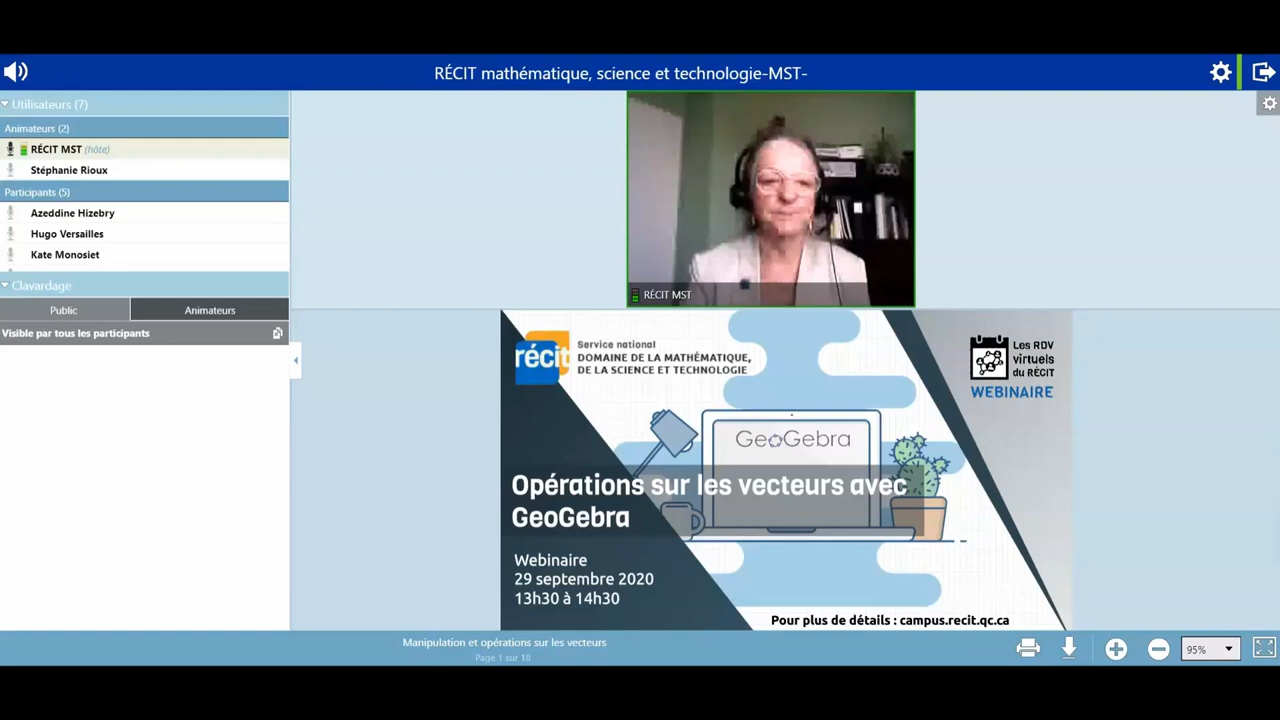 RÉCIT mathématique, science et technologie-MST-
Utilisateurs (7)
Animateurs (2)
RÉCIT MST (hôte)
Stéphanie Rioux
Participants (5)
Azeddine Hizebry
Hugo Versailles
Kate Monosiet
Clavardage
Public
Animateurs
Visible par tous les participants
RÉCIT MST
récit
Service national
DOMAINE DE LA MATHÉMATIQUE,
DE LA SCIENCE ET TECHNOLOGIE
Les RDV
virtuels
du RÉCIT
WEBINAIRE
GeoGebra
Opérations sur les vecteurs avec
GeoGebra
Webinaire
29 septembre 2020
13h30 à 14h30
Pour plus de détails : campus.recit.qc.ca
Manipulation et opérations sur les vecteurs
Page 1 sur 18
95%